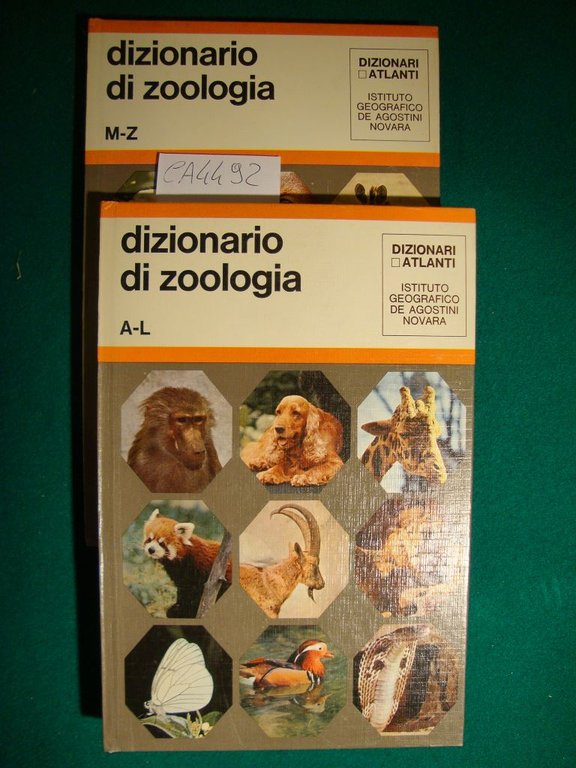 dizionario
di zoologia
M-Z
DIZIONARI
□ ATLANTI
ISTITUTO
GEOGRAFICO
DE AGOSTINI
NOVARA
CA4492
dizionario
di zoologia
A-L
DIZIONARI
□ ATLANTI
ISTITUTO
GEOGRAFICO
DE AGOSTINI
NOVARA